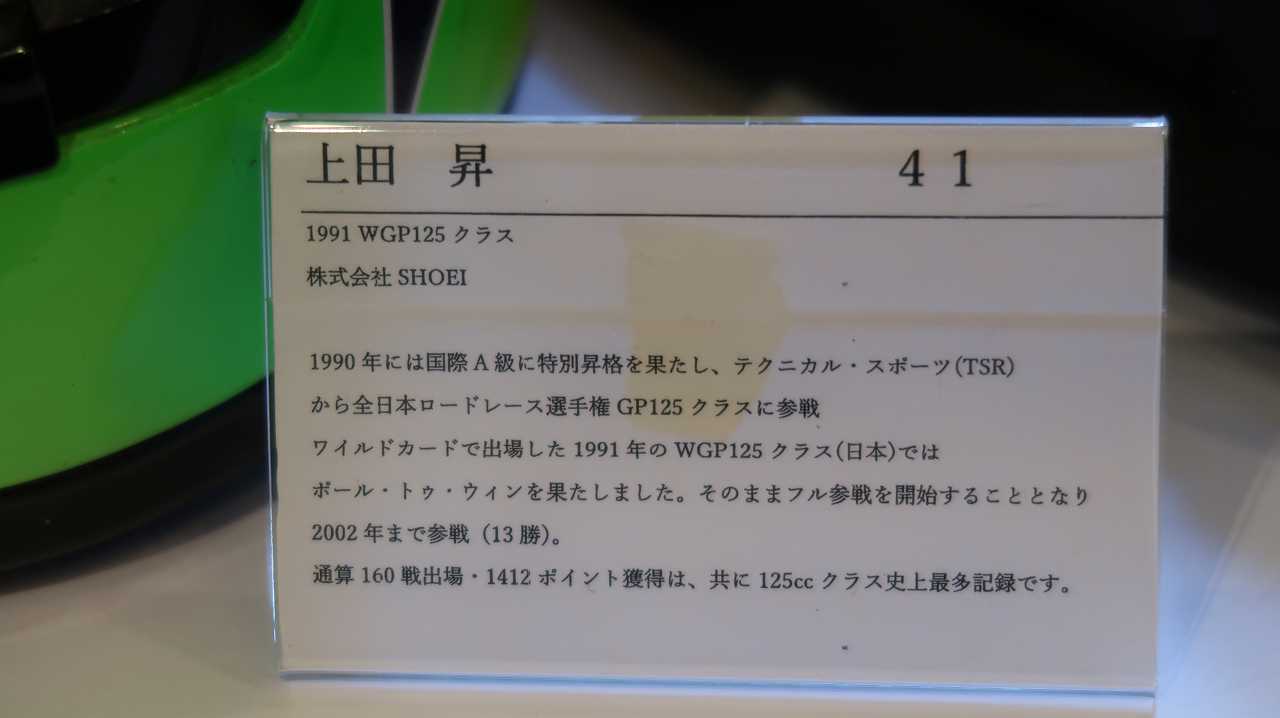 上田　昇　４１
1991 WGP125 クラス
株式会社 SHOEI
1990 年には国際 A 級に特別昇格を果たし、テクニカル・スポーツ(TSR)
から全日本ロードレース選手権 GP125 クラスに参戦
ワイルドカードで出場した 1991 年の WGP125 クラス(日本)では
ポール・トゥ・ウィンを果たしました。そのままフル参戦を開始することとなり
2002 年まで参戦（13 勝）。
通算 160 戦出場・1412 ポイント獲得は、共に 125cc クラス史上最多記録です。